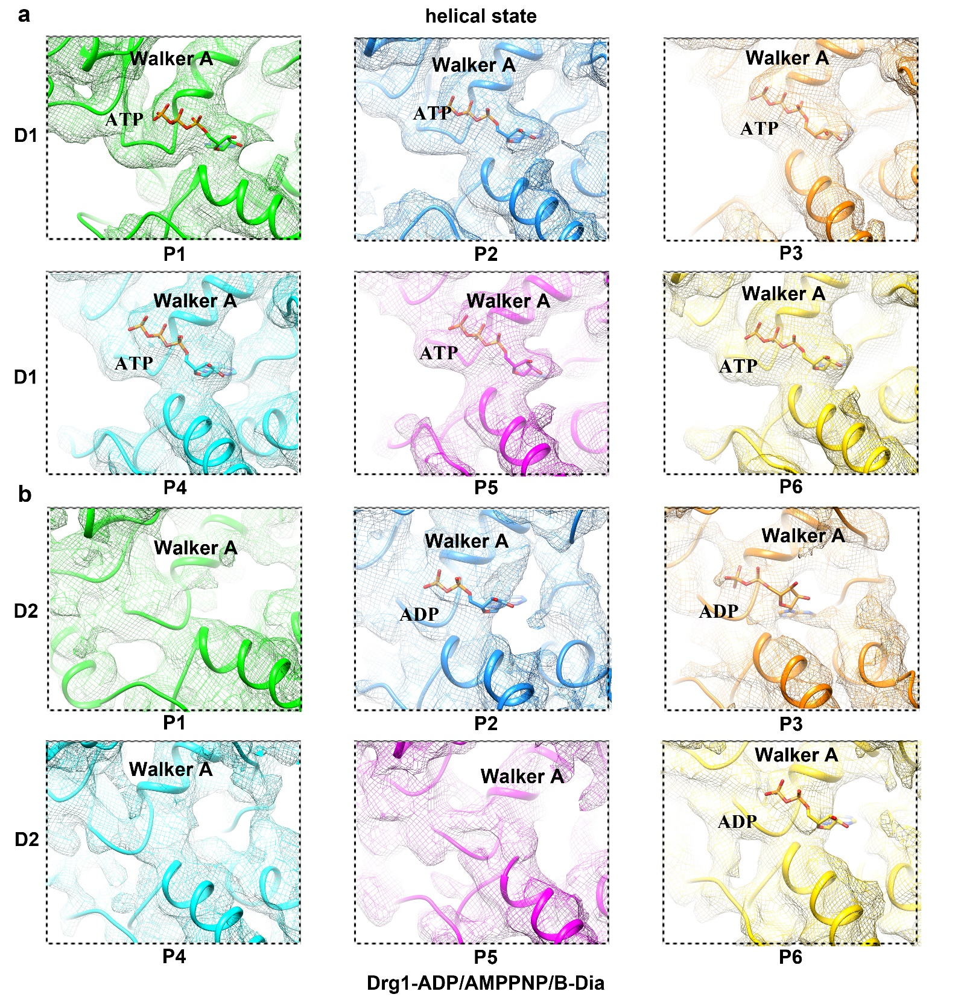 a
helical state
Walker A
Walker A
Walker A
ATP
ATP
ATP
D1
P1
P2
P3
Walker A
Walker A
Walker A
ATP
ATP
ATP
D1
P4
P5
P6
b
Walker A
Walker A
Walker A
ADP
ADP
D2
P1
P2
P3
Walker A
Walker A
Walker A
ADP
D2
P4
P5
P6
Drg1-ADP/AMPPNP/B-Dia